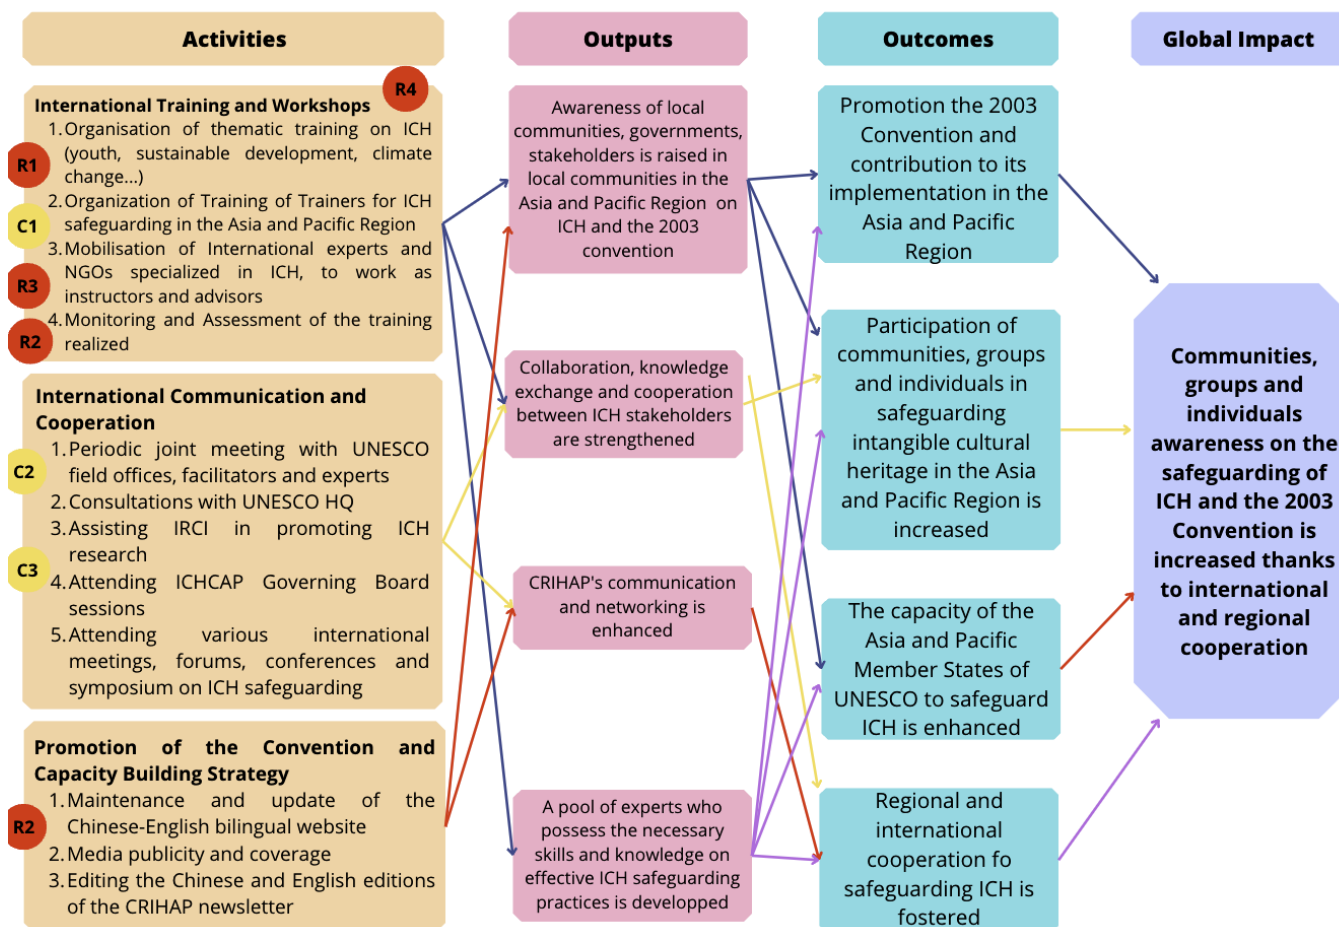 Activities
Outputs
Outcomes
Global Impact
R4
International Training and Workshops
1. Organisation of thematic training on ICH
(youth, sustainable development, climate
change...)
R1
2. Organization of Training of Trainers for ICH
safeguarding in the Asia and Pacific Region
C1
3. Mobilisation of International experts and
NGOs specialized in ICH, to work as
instructors and advisors
R3
4. Monitoring and Assessment of the training
realized
R2
International Communication and
Cooperation
1. Periodic joint meeting with UNESCO
field offices, facilitators and experts
C2
2. Consultations with UNESCO HQ
3. Assisting IRCI in promoting ICH
research
C3
4. Attending ICHCAP Governing Board
sessions
5. Attending various international
meetings, forums, conferences and
symposium on ICH safeguarding
Promotion of the Convention and
Capacity Building Strategy
1. Maintenance and update of the
Chinese-English bilingual website
R2
2. Media publicity and coverage
3. Editing the Chinese and English editions
of the CRIHAP newsletter
Awareness of local
communities, governments,
stakeholders is raised in
local communities in the
Asia and Pacific Region on
ICH and the 2003
convention
Collaboration, knowledge
exchange and cooperation
between ICH stakeholders
are strengthened
CRIHAP's communication
and networking is
enhanced
A pool of experts who
possess the necessary
skills and knowledge on
effective ICH safeguarding
practices is developped
Promotion the 2003
Convention and
contribution to its
implementation in the
Asia and Pacific
Region
Participation of
communities, groups
and individuals in
safeguarding
intangible cultural
heritage in the Asia
and Pacific Region is
increased
The capacity of the
Asia and Pacific
Member States of
UNESCO to safeguard
ICH is enhanced
Regional and
international
cooperation fo
safeguarding ICH is
fostered
Communities,
groups and
individuals
awareness on the
safeguarding of
ICH and the 2003
Convention is
increased thanks
to international
and regional
cooperation